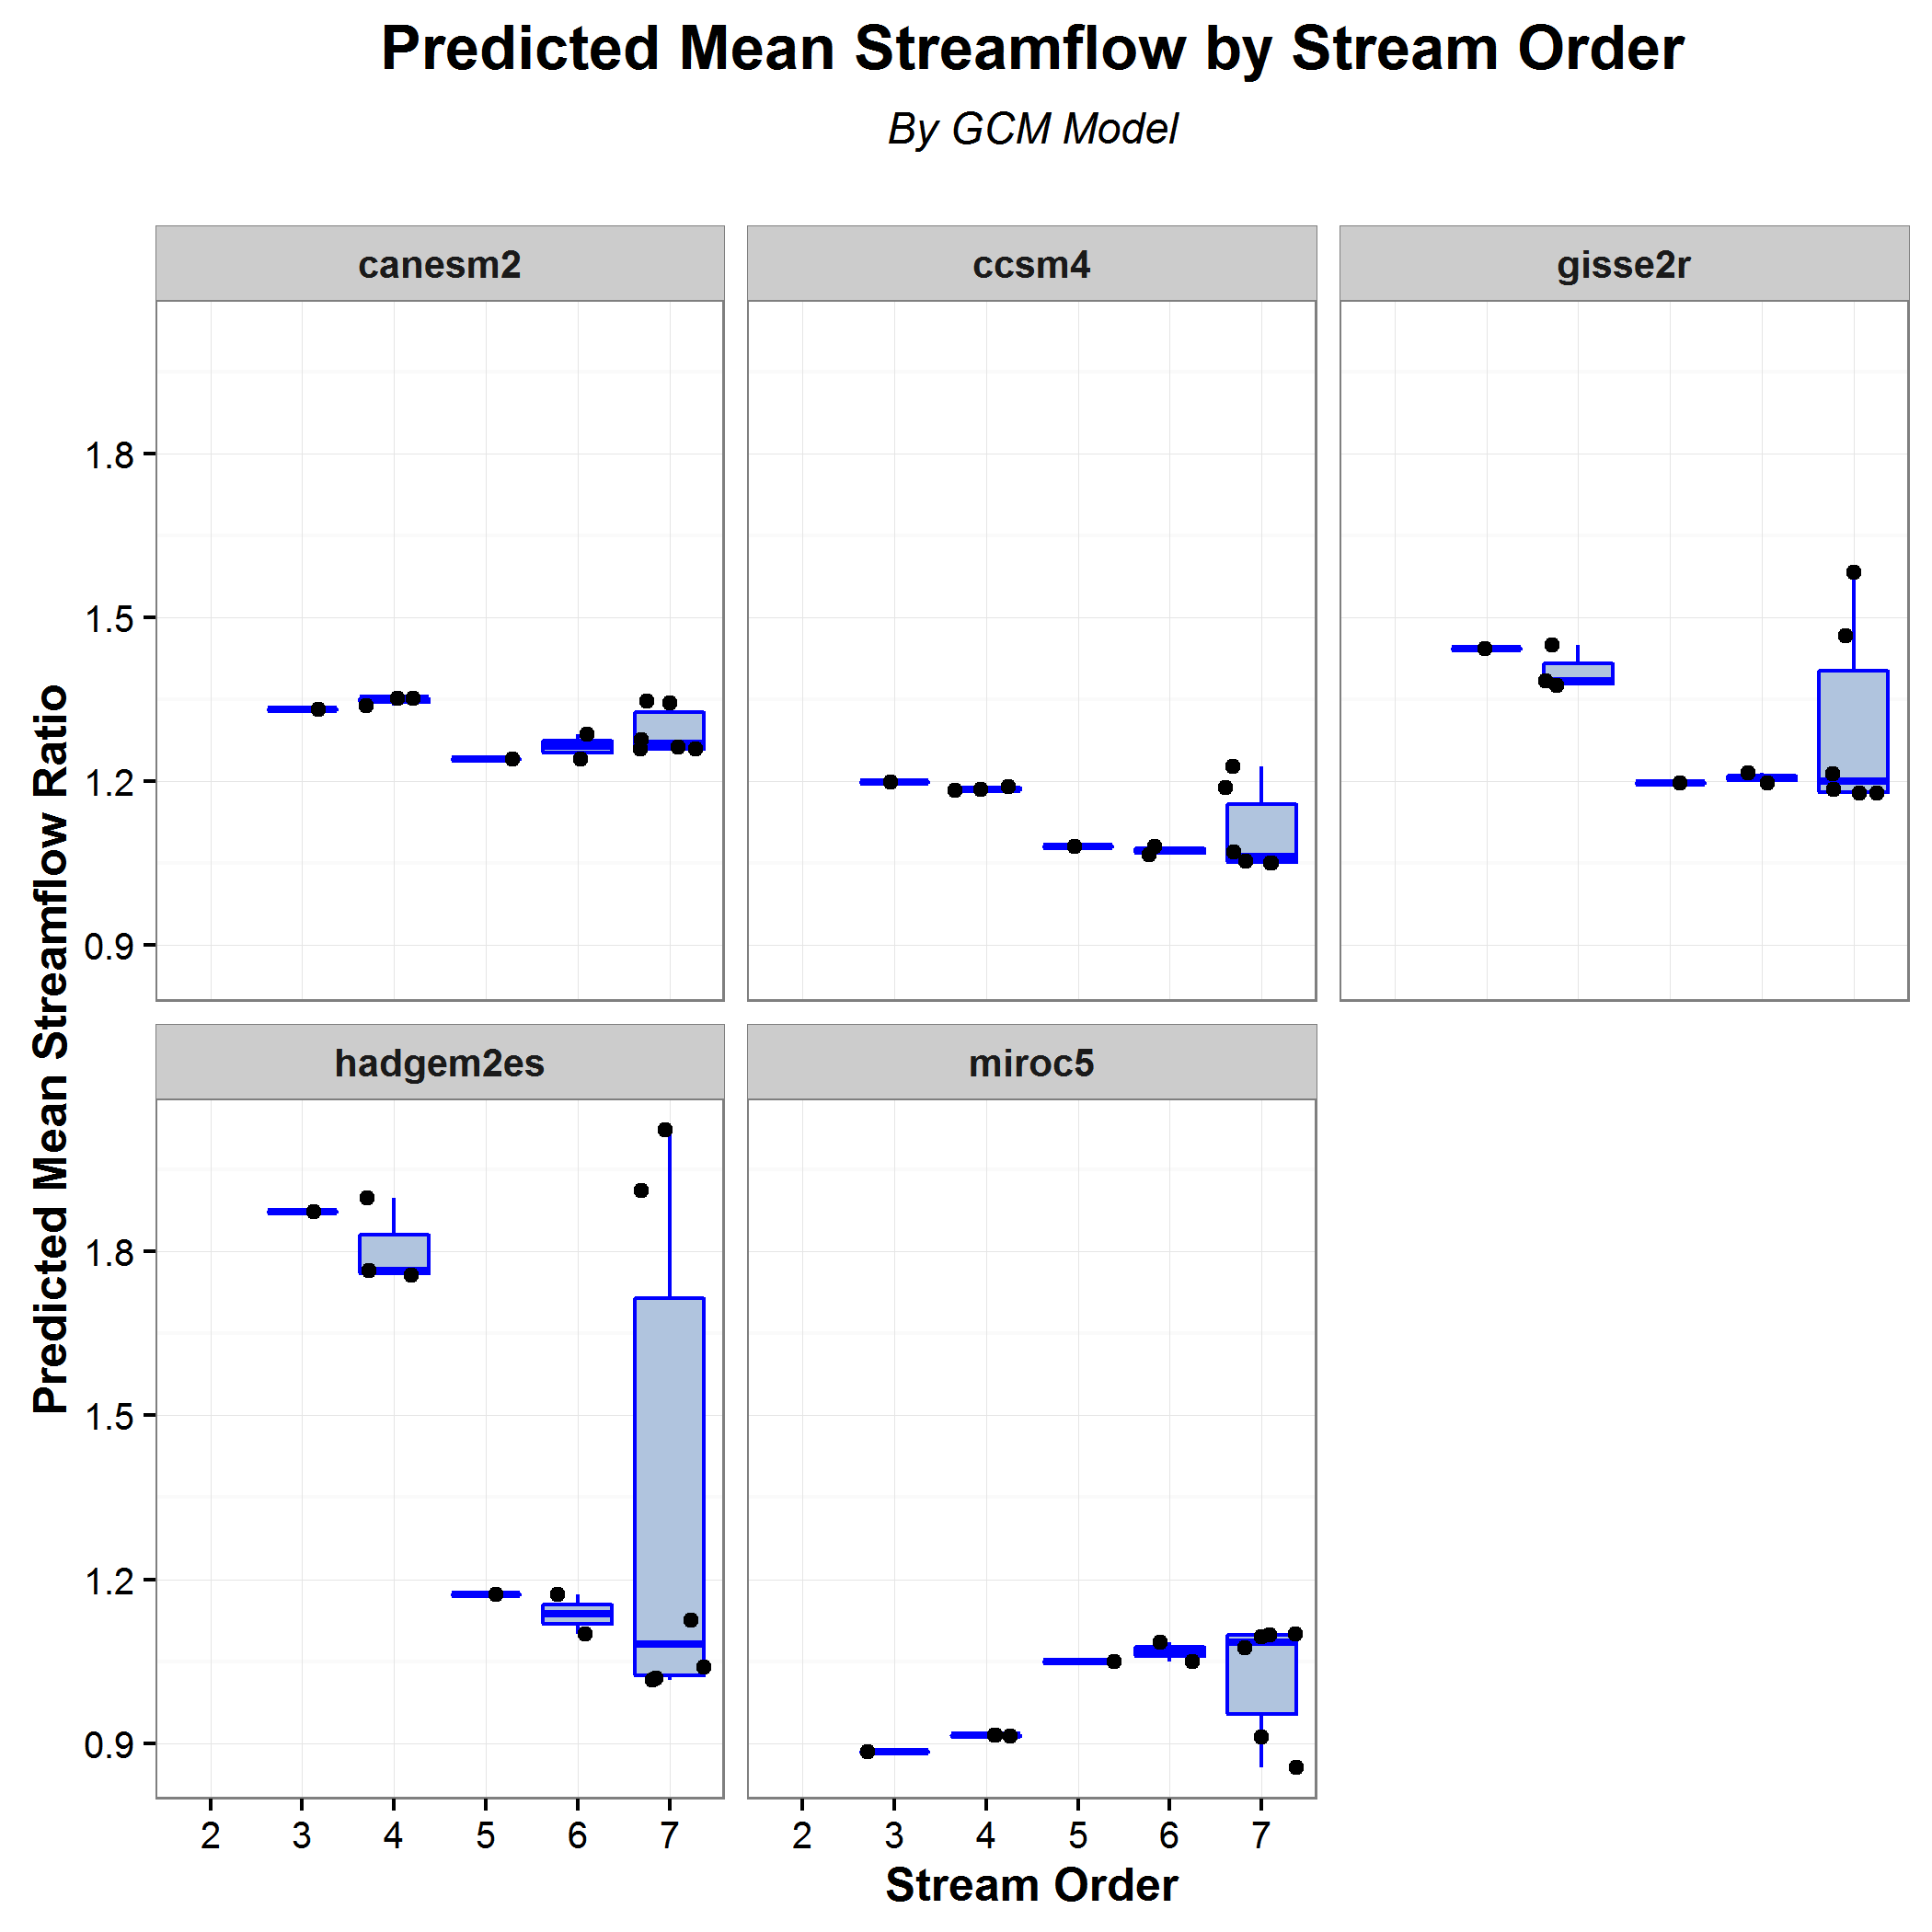 Predicted Mean Streamflow by Stream Order
By GCM Model
canesm2
ccsm4
gisse2r
1.8
1.5
1.2
0.9
Predicted Mean Streamflow Ratio
hadgem2es
miroc5
1.8
1.5
1.2
0.9
2 3 4 5 6 7
2 3 4 5 6 7
Stream Order